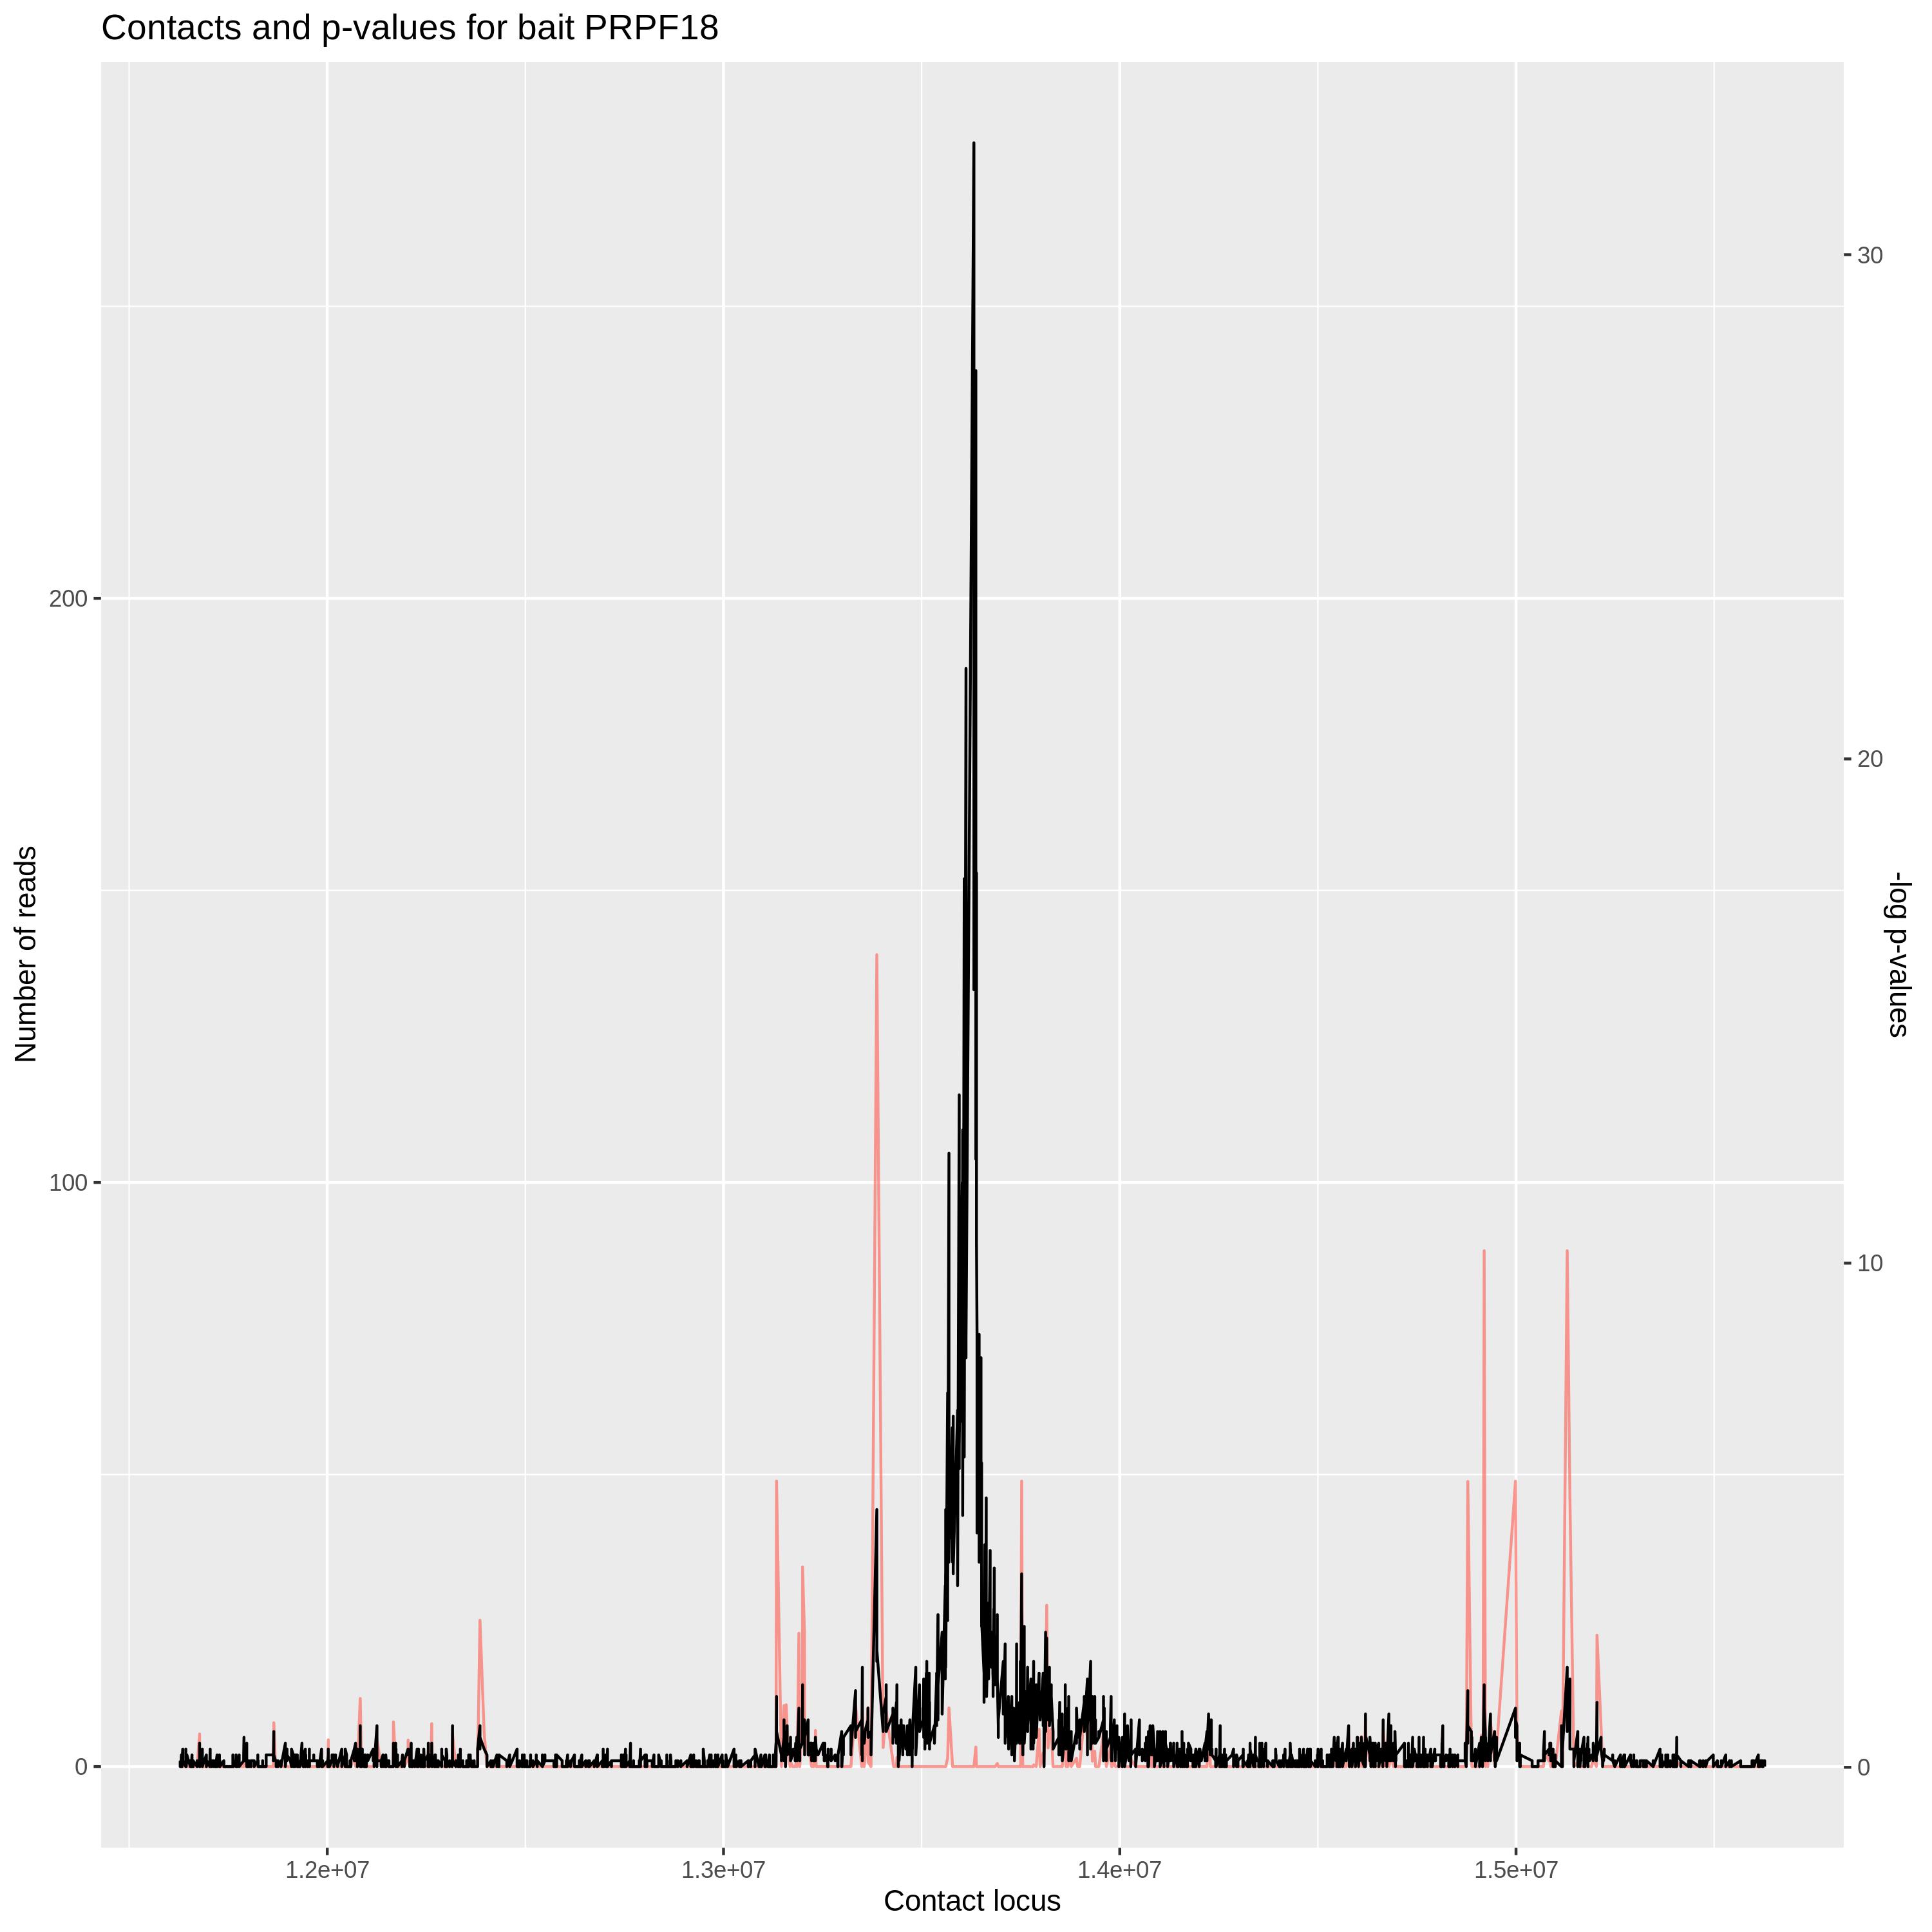 Contacts and p-values for bait PRPF18
Number of reads
200
100
0
30
20
10
0
-log p-values
1.2e+07 1.3e+07 1.4e+07 1.5e+07
Contact locus